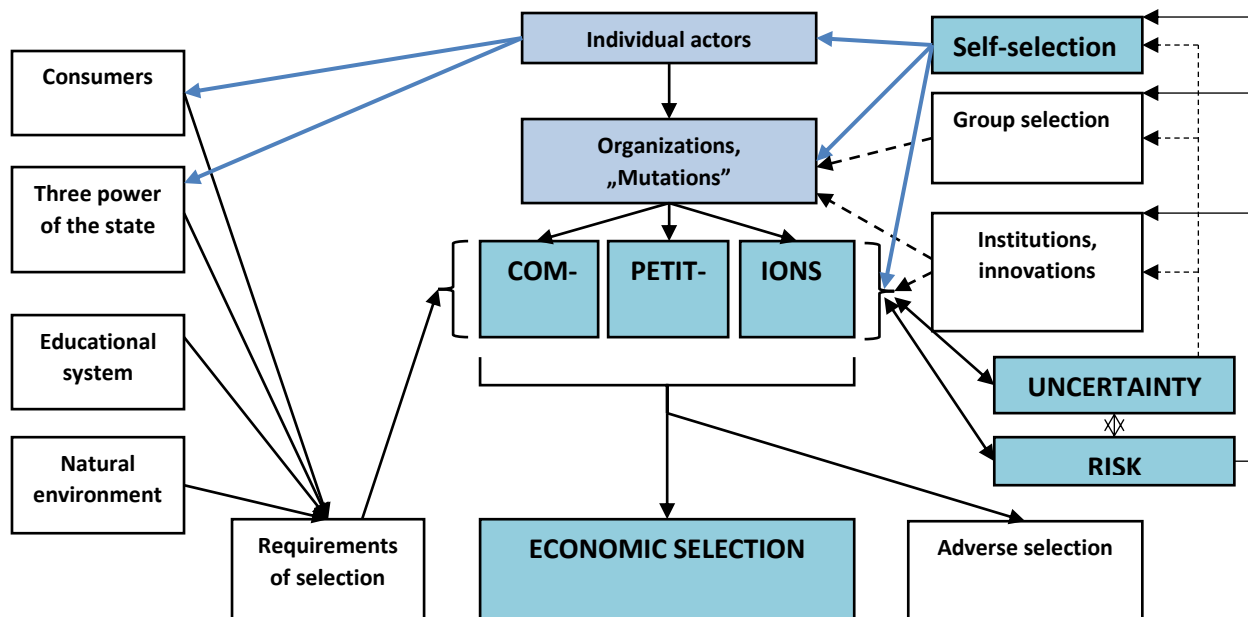 Individual actors
Self-selection
Consumers
Group selection
Organizations,
„Mutations”
Three power
of the state
Institutions,
innovations
COM-
PETIT-
IONS
Educational
system
UNCERTAINTY
Natural
environment
RISK
Requirements
of selection
ECONOMIC SELECTION
Adverse selection